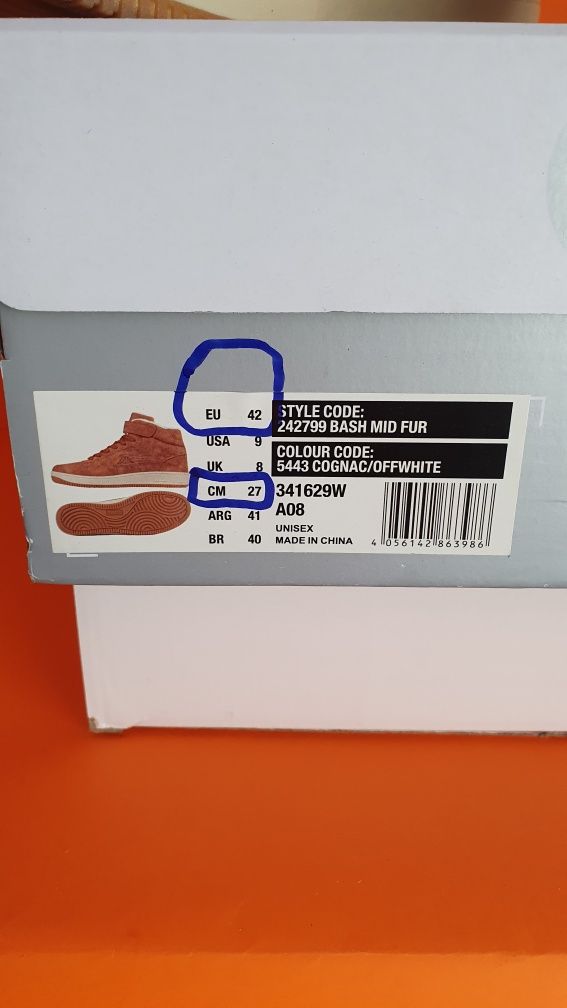 EU 42
USA 9
UK 8
CM 27
ARG 41
BR 40
STYLE CODE:
242799 BASH MID FUR
COLOUR CODE:
5443 COGNAC/OFFWHITE
341629W
A08
UNISEX
MADE IN CHINA
4 056142 863986